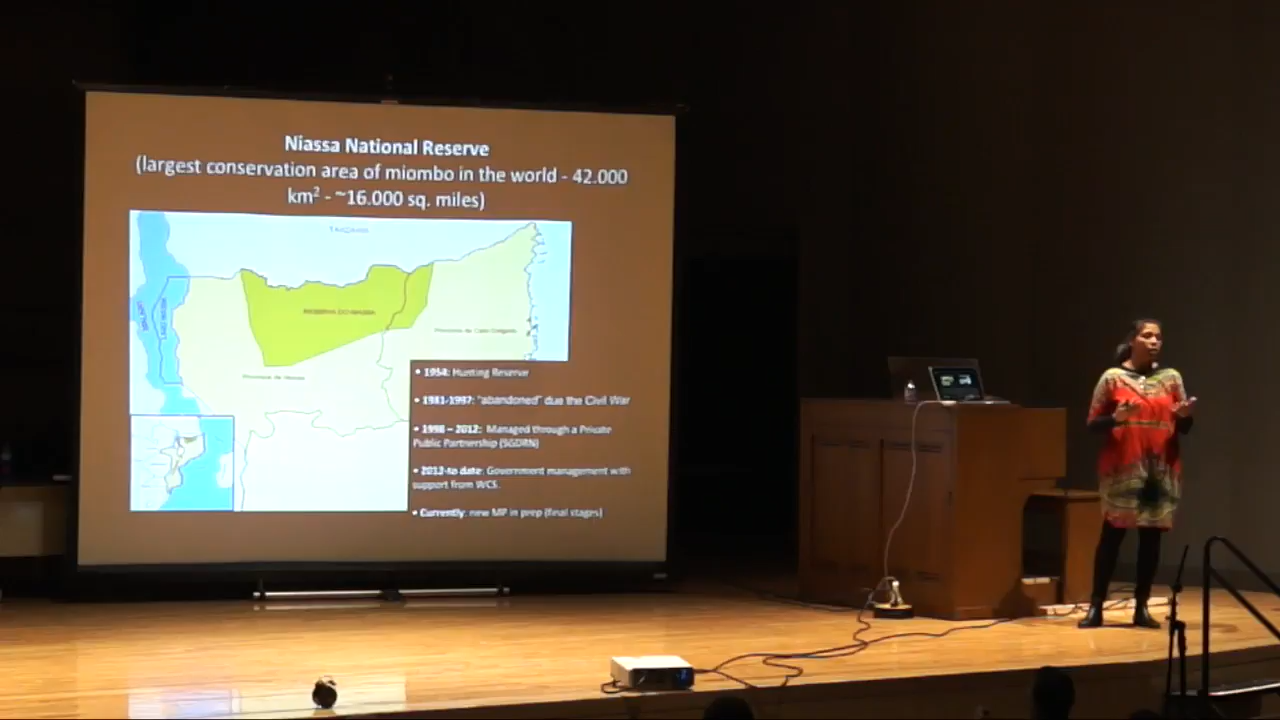 Niassa National Reserve
(largest conservation area of miombo in the world - 42.000
km² - ~16.000 sq. miles)
TANZANIA
RESERVA DO NIASSA
Provincia de Cabo Delgado
MALAWI
LAGO NIASSA
Provincia do Niassa
• 1954: Hunting Reserve
• 1981-1997: "abandoned" due the Civil War
• 1998 – 2012: Managed through a Private
Public Partnership (SGDRN)
• 2012-to date: Government management with
support from WCS.
• Currently: new MP in prep (final stages)